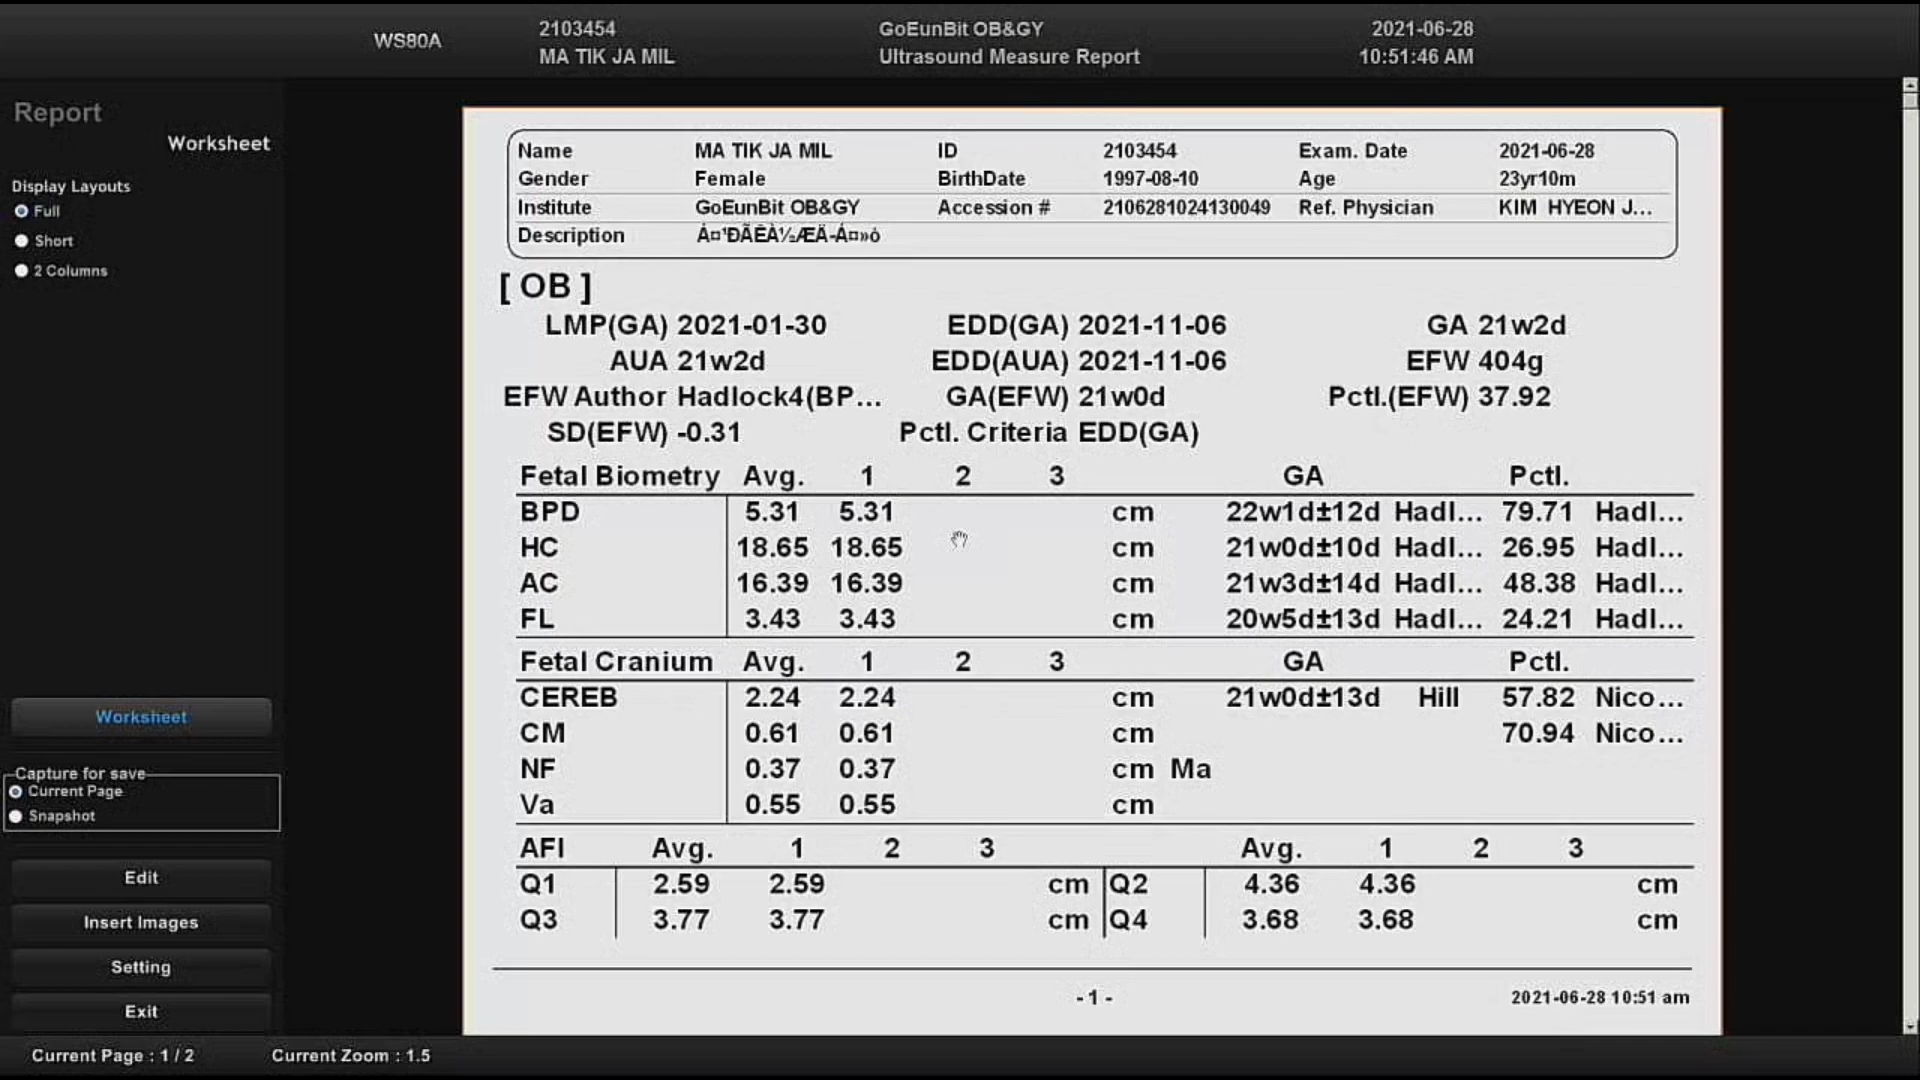 WS80A 2103454 GoEunBit OB&GY 2021-06-28
MA TIK JA MIL Ultrasound Measure Report 10:51:46 AM
Report
Worksheet
Display Layouts
Full
Short
2 Columns
Name MA TIK JA MIL ID 2103454 Exam. Date 2021-06-28
Gender Female BirthDate 1997-08-10 Age 23yr10m
Institute GoEunBit OB&GY Accession # 2106281024130049 Ref. Physician KIM HYEON J...
Description Á¤¹ÐÃÊÀ½ÆÄ-Á¤»ó
[ OB ]
LMP(GA) 2021-01-30 EDD(GA) 2021-11-06 GA 21w2d
AUA 21w2d EDD(AUA) 2021-11-06 EFW 404g
EFW Author Hadlock4(BP... GA(EFW) 21w0d Pctl.(EFW) 37.92
SD(EFW) -0.31 Pctl. Criteria EDD(GA)
Fetal Biometry Avg. 1 2 3 GA Pctl.
BPD 5.31 5.31 cm 22w1d±12d Hadl... 79.71 Hadl...
HC 18.65 18.65 cm 21w0d±10d Hadl... 26.95 Hadl...
AC 16.39 16.39 cm 21w3d±14d Hadl... 48.38 Hadl...
FL 3.43 3.43 cm 20w5d±13d Hadl... 24.21 Hadl...
Fetal Cranium Avg. 1 2 3 GA Pctl.
CEREB 2.24 2.24 cm 21w0d±13d Hill 57.82 Nico...
CM 0.61 0.61 cm 70.94 Nico...
NF 0.37 0.37 cm Ma
Va 0.55 0.55 cm
AFI Avg. 1 2 3 Avg. 1 2 3
Q1 2.59 2.59 cm Q2 4.36 4.36 cm
Q3 3.77 3.77 cm Q4 3.68 3.68 cm
- 1 - 2021-06-28 10:51 am
Worksheet
Capture for save
Current Page
Snapshot
Edit
Insert Images
Setting
Exit
Current Page : 1 / 2 Current Zoom : 1.5